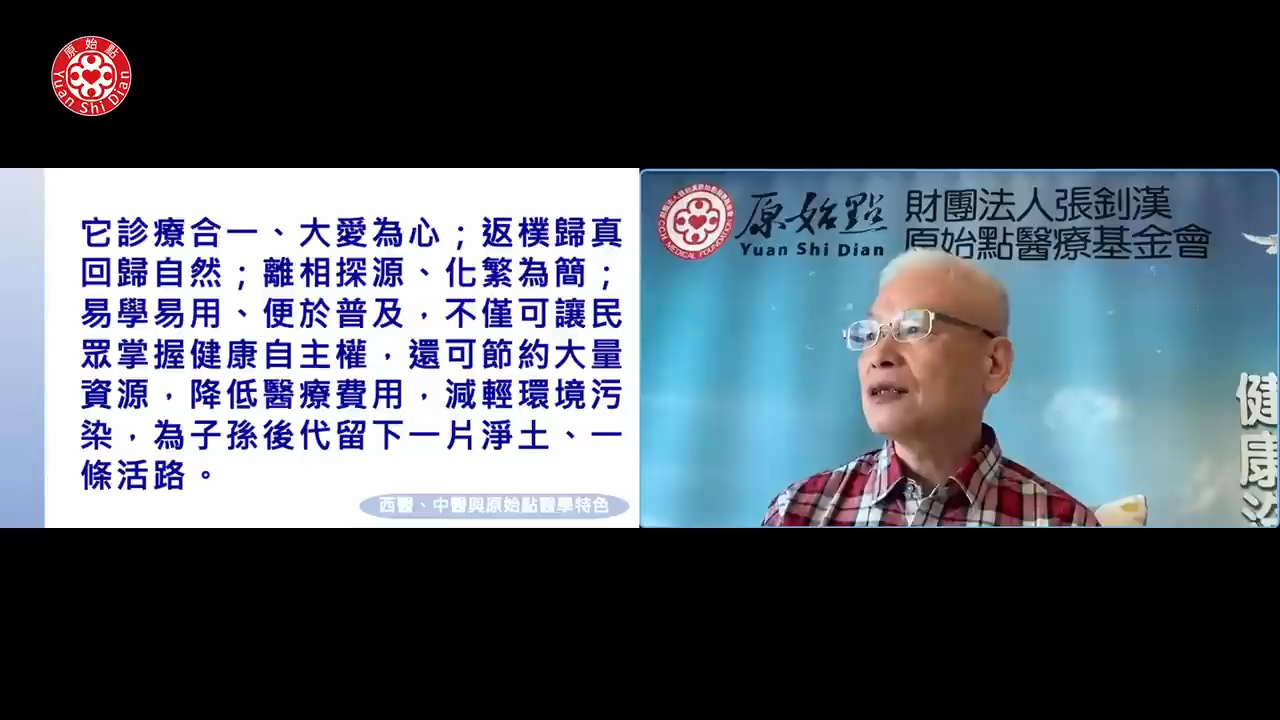 原始點
Yuan Shi Dian
它診療合一、大愛為心；返樸歸真
回歸自然；離相探源、化繁為簡；
易學易用、便於普及，不僅可讓民
眾掌握健康自主權，還可節約大量
資源，降低醫療費用，減輕環境污
染，為子孫後代留下一片淨土、一
條活路。
西醫、中醫與原始點醫學特色
原始點
Yuan Shi Dian
財團法人張釗漢
原始點醫療基金會
健康